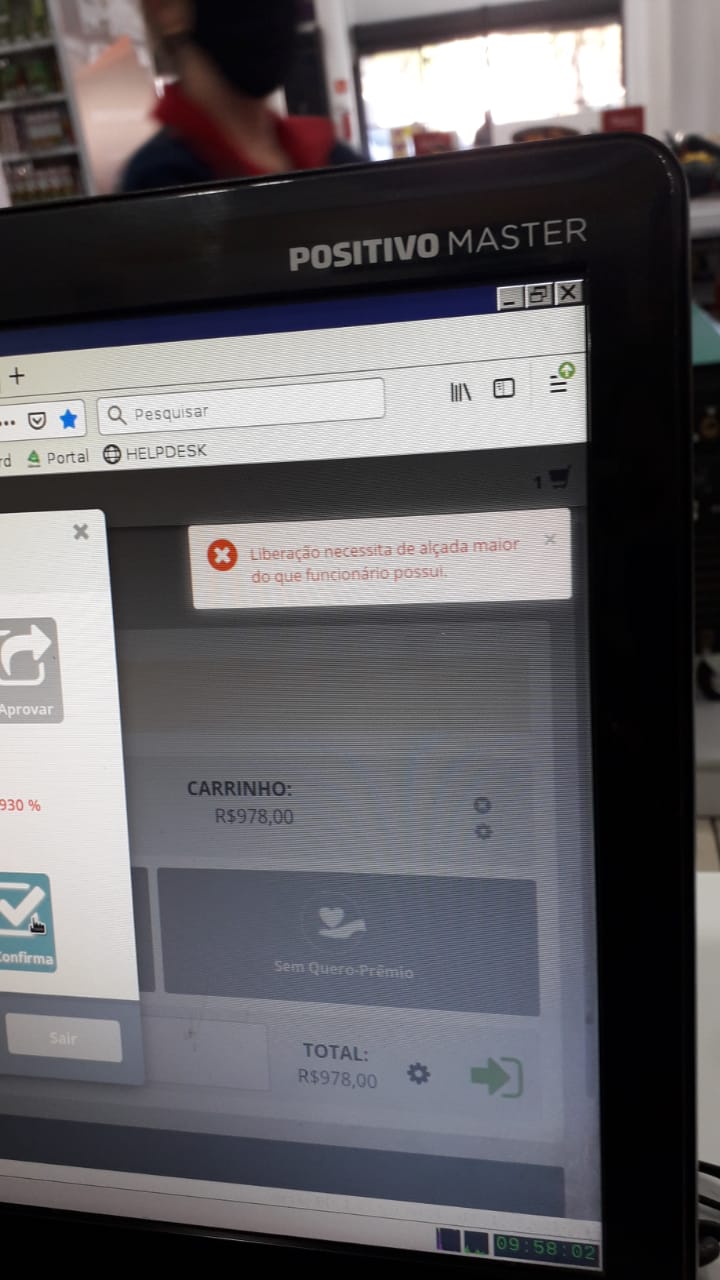 POSITIVO MASTER
+
Pesquisar
rd Portal HELPDESK
1
Liberação necessita de alçada maior
do que funcionário possui.
Aprovar
930 %
CARRINHO:
R$978,00
Confirma
Sem Quero-Prêmio
Sair
TOTAL:
R$978,00
09:58:02